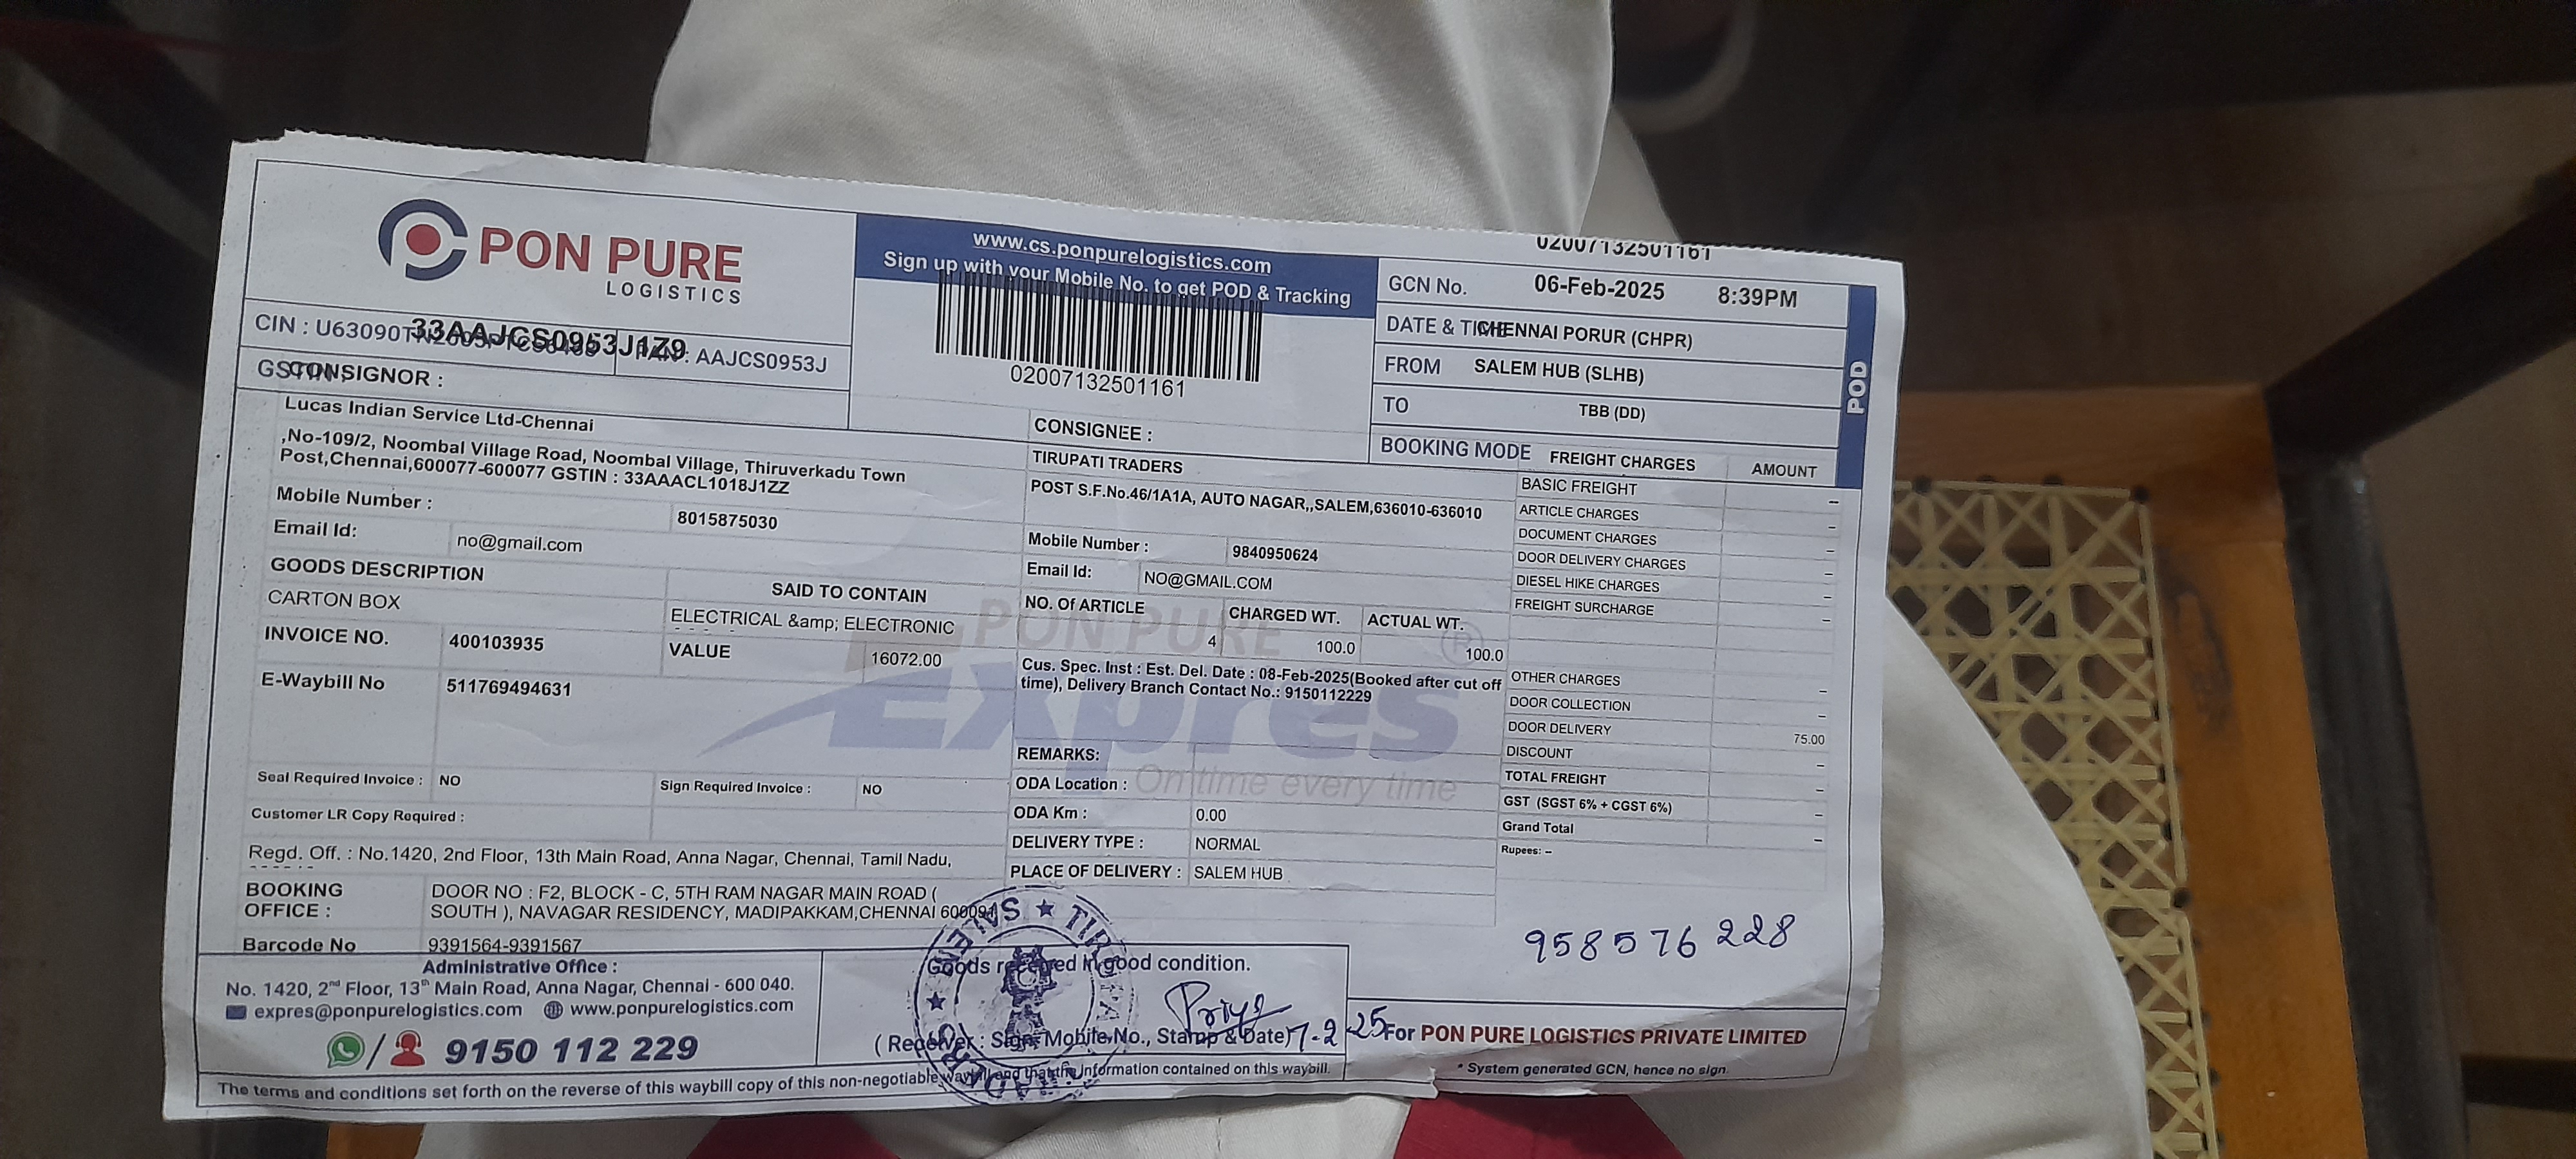 PON PURE
LOGISTICS
www.cs.ponpurelogistics.com
Sign up with your Mobile No. to get POD & Tracking
02007132501161
02007132501161
GCN No. 06-Feb-2025 8:39PM
DATE & TIME CHENNAI PORUR (CHPR)
FROM SALEM HUB (SLHB)
TO TBB (DD)
BOOKING MODE
POD
33AAJCS0953J1Z9
PAN : AAJCS0953J
GSTIN :
CONSIGNOR :
Lucas Indian Service Ltd-Chennai
,No-109/2, Noombal Village Road, Noombal Village, Thiruverkadu Town
Post,Chennai,600077-600077 GSTIN : 33AAACL1018J1ZZ
Mobile Number : 8015875030
Email Id: no@gmail.com
CONSIGNEE :
TIRUPATI TRADERS
POST S.F.No.46/1A1A, AUTO NAGAR,,SALEM,636010-636010
Mobile Number : 9840950624
Email Id: NO@GMAIL.COM
GOODS DESCRIPTION SAID TO CONTAIN
CARTON BOX ELECTRICAL &amp; ELECTRONIC
INVOICE NO. 400103935 VALUE 16072.00
E-Waybill No 511769494631
NO. Of ARTICLE CHARGED WT. ACTUAL WT.
4 100.0 100.0
Cus. Spec. Inst : Est. Del. Date : 08-Feb-2025(Booked after cut off
time), Delivery Branch Contact No.: 9150112229
PON PURE
Expres
On time every time
®
Seal Required Invoice : NO Sign Required Invoice : NO
Customer LR Copy Required :
REMARKS:
ODA Location :
ODA Km : 0.00
DELIVERY TYPE : NORMAL
PLACE OF DELIVERY : SALEM HUB
FREIGHT CHARGES AMOUNT
BASIC FREIGHT –
ARTICLE CHARGES –
DOCUMENT CHARGES –
DOOR DELIVERY CHARGES –
DIESEL HIKE CHARGES –
FREIGHT SURCHARGE –
OTHER CHARGES –
DOOR COLLECTION –
DOOR DELIVERY 75.00
DISCOUNT –
TOTAL FREIGHT –
GST (SGST 6% + CGST 6%) –
Grand Total –
Rupees: –
Regd. Off. : No.1420, 2nd Floor, 13th Main Road, Anna Nagar, Chennai, Tamil Nadu,
BOOKING OFFICE :
DOOR NO : F2, BLOCK - C, 5TH RAM NAGAR MAIN ROAD (
SOUTH ), NAVAGAR RESIDENCY, MADIPAKKAM,CHENNAI 600091
Barcode No 9391564-9391567
958576228
Administrative Office :
No. 1420, 2nd Floor, 13th Main Road, Anna Nagar, Chennai - 600 040.
expres@ponpurelogistics.com www.ponpurelogistics.com
9150 112 229
Goods received in good condition.
Priya
( Receiver : Sign, Mobile No., Stamp & Date) 7-2-25
For PON PURE LOGISTICS PRIVATE LIMITED
* System generated GCN, hence no sign.
The terms and conditions set forth on the reverse of this waybill copy of this non-negotiable waybill and that the information contained on this waybill.